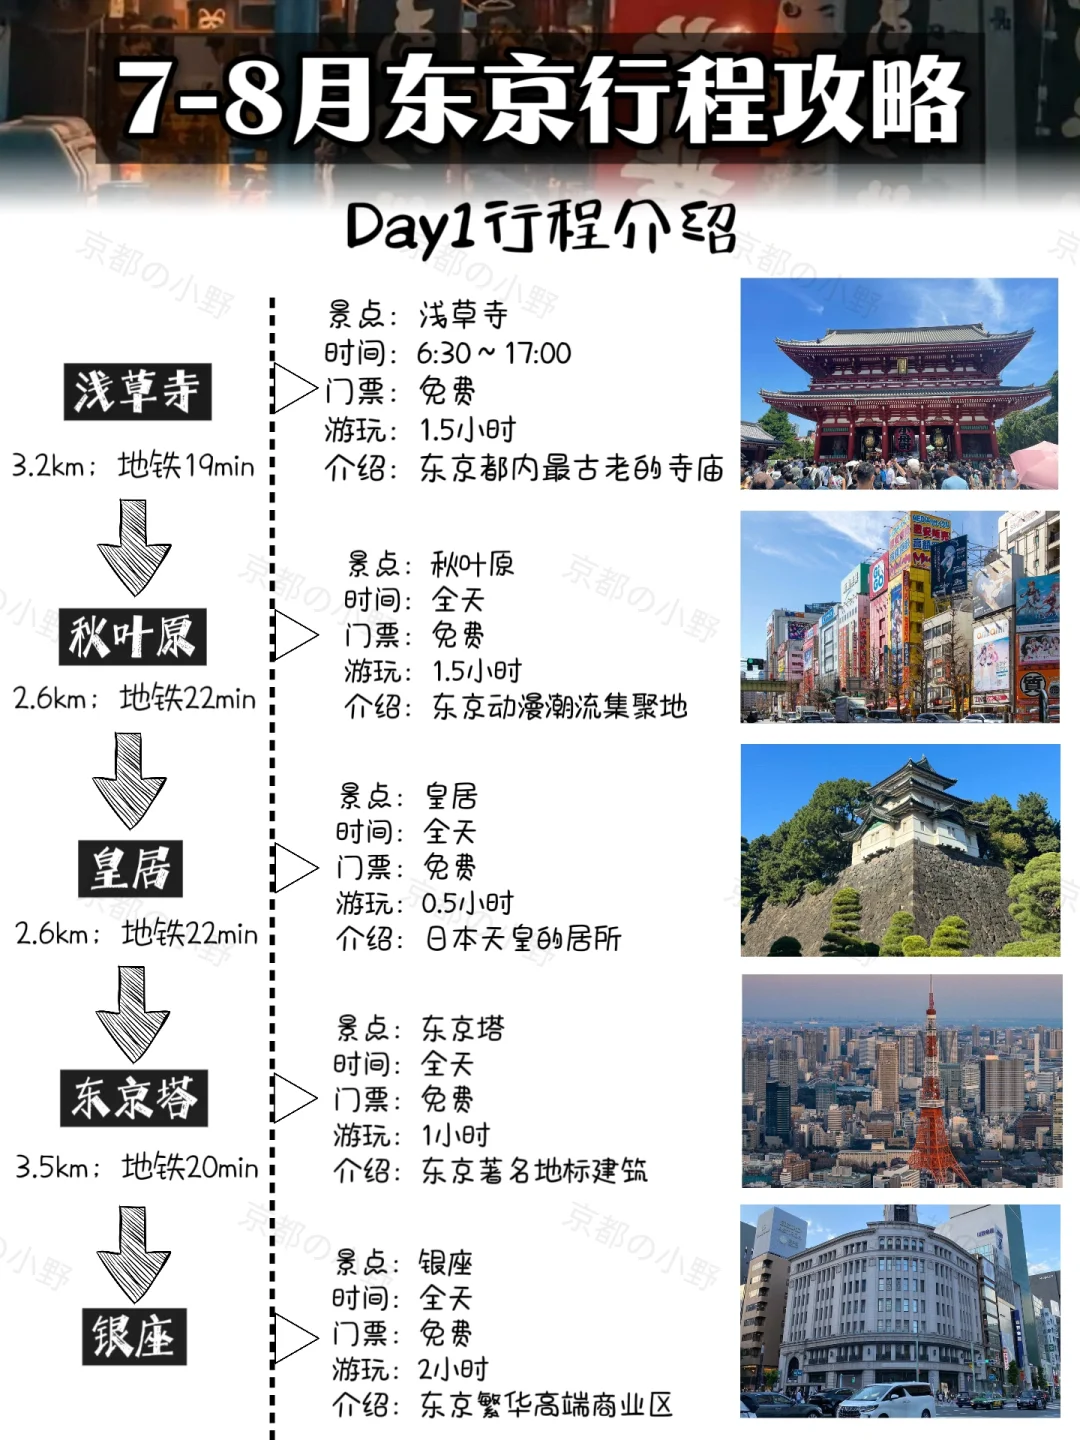 7-8月东京行程攻略
Day1行程介绍
浅草寺
3.2km；地铁19min
景点：浅草寺
时间：6:30~17:00
门票：免费
游玩：1.5小时
介绍：东京都内最古老的寺庙
秋叶原
2.6km；地铁22min
景点：秋叶原
时间：全天
门票：免费
游玩：1.5小时
介绍：东京动漫潮流集聚地
皇居
2.6km；地铁22min
景点：皇居
时间：全天
门票：免费
游玩：0.5小时
介绍：日本天皇的居所
东京塔
3.5km；地铁20min
景点：东京塔
时间：全天
门票：免费
游玩：1小时
介绍：东京著名地标建筑
银座
景点：银座
时间：全天
门票：免费
游玩：2小时
介绍：东京繁华高端商业区
京都の小野
質